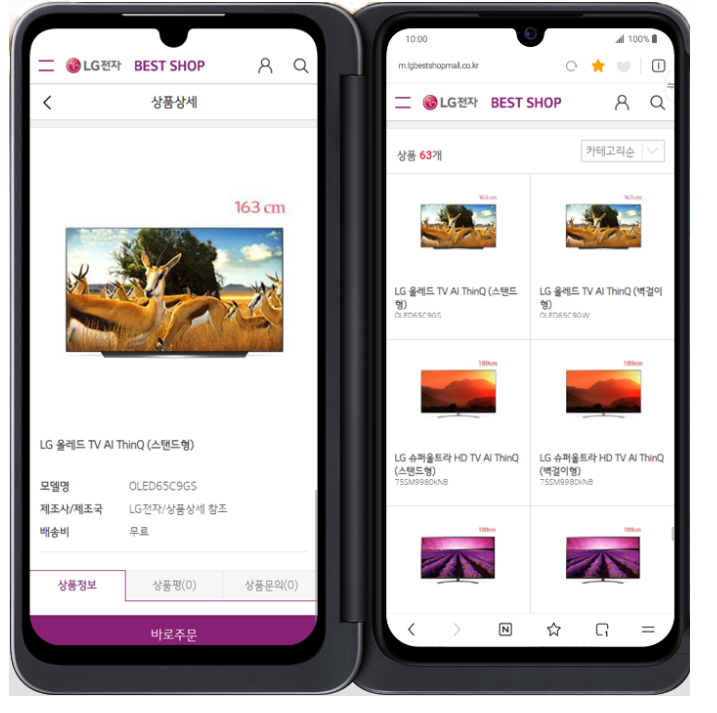 LG전자 BEST SHOP
상품상세
163 cm
LG 올레드 TV AI ThinQ (스탠드형)
모델명 OLED65C9GS
제조사/제조국 LG전자/상품상세 참조
배송비 무료
상품정보 상품평(0) 상품문의(0)
바로주문
10:00 100%
m.lgbestshopmall.co.kr
LG전자 BEST SHOP
상품 63개 카테고리순
163 cm 163 cm
LG 올레드 TV AI ThinQ (스탠드 LG 올레드 TV AI ThinQ (벽걸이
형) 형)
OLED65C9GS OLED65C9GW
189cm 189cm
LG 슈퍼울트라 HD TV AI ThinQ LG 슈퍼울트라 HD TV AI ThinQ
(스탠드형) (벽걸이형)
75SM9980KNB 75SM9980KNB
189cm 189cm
N